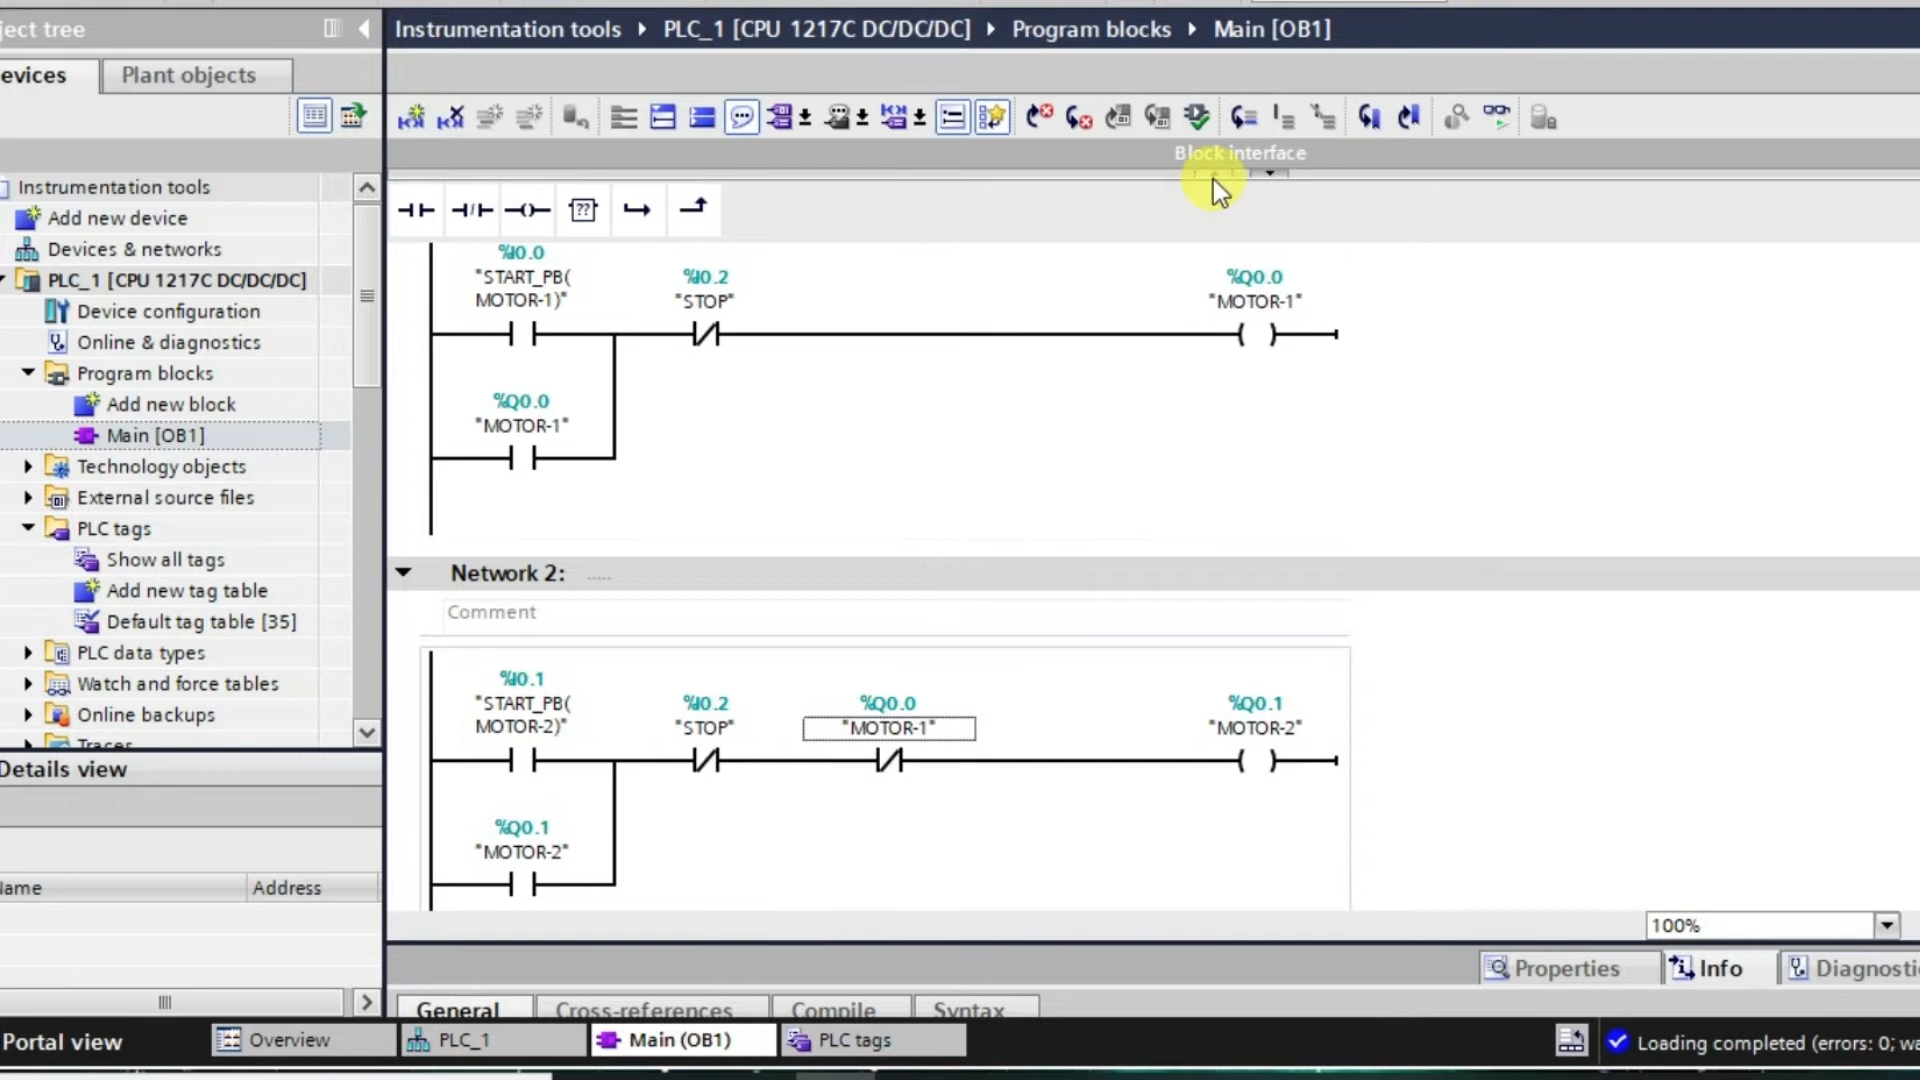 ject tree
Instrumentation tools
PLC_1 [CPU 1217C DC/DC/DC]
Program blocks
Main [OB1]
evices
Plant objects
Block interface
Instrumentation tools
Add new device
Devices & networks
PLC_1 [CPU 1217C DC/DC/DC]
Device configuration
Online & diagnostics
Program blocks
Add new block
Main [OB1]
Technology objects
External source files
PLC tags
Show all tags
Add new tag table
Default tag table [35]
PLC data types
Watch and force tables
Online backups
Traces
Details view
Name
Address
??
%I0.0
"START_PB(
MOTOR-1)"
%I0.2
"STOP"
%Q0.0
"MOTOR-1"
%Q0.0
"MOTOR-1"
Network 2:
Comment
%I0.1
"START_PB(
MOTOR-2)"
%I0.2
"STOP"
%Q0.0
"MOTOR-1"
%Q0.1
"MOTOR-2"
%Q0.1
"MOTOR-2"
100%
Properties
Info
Diagnosti
General
Cross-references
Compile
Syntax
Portal view
Overview
PLC_1
Main (OB1)
PLC tags
Loading completed (errors: 0; wa